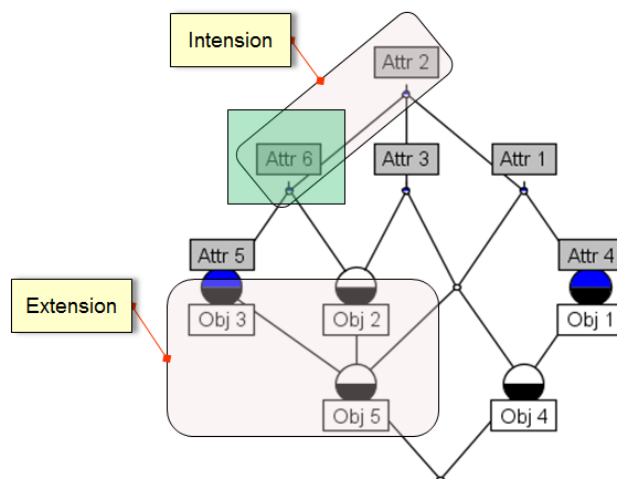 Intension
Attr 2
Attr 6
Attr 3
Attr 1
Attr 5
Attr 4
Extension
Obj 3
Obj 2
Obj 1
Obj 5
Obj 4